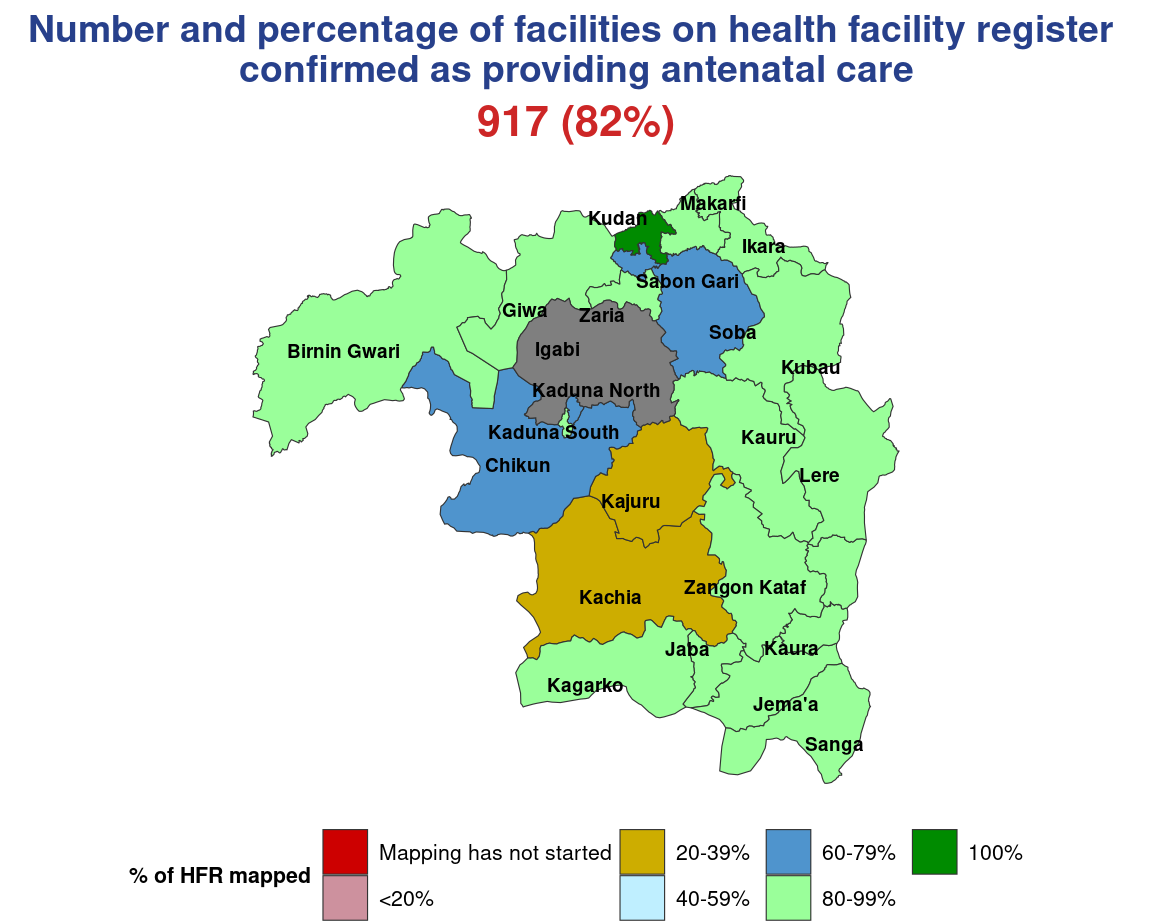 Number and percentage of facilities on health facility register
confirmed as providing antenatal care
917 (82%)
Makarfi
Kudan
Ikara
Sabon Gari
Giwa
Zaria
Soba
Igabi
Birnin Gwari
Kubau
Kaduna North
Kaduna South
Kauru
Chikun
Lere
Kajuru
Zangon Kataf
Kachia
Jaba
Kaura
Kagarko
Jema'a
Sanga
% of HFR mapped
Mapping has not started
<20%
20-39%
40-59%
60-79%
80-99%
100%